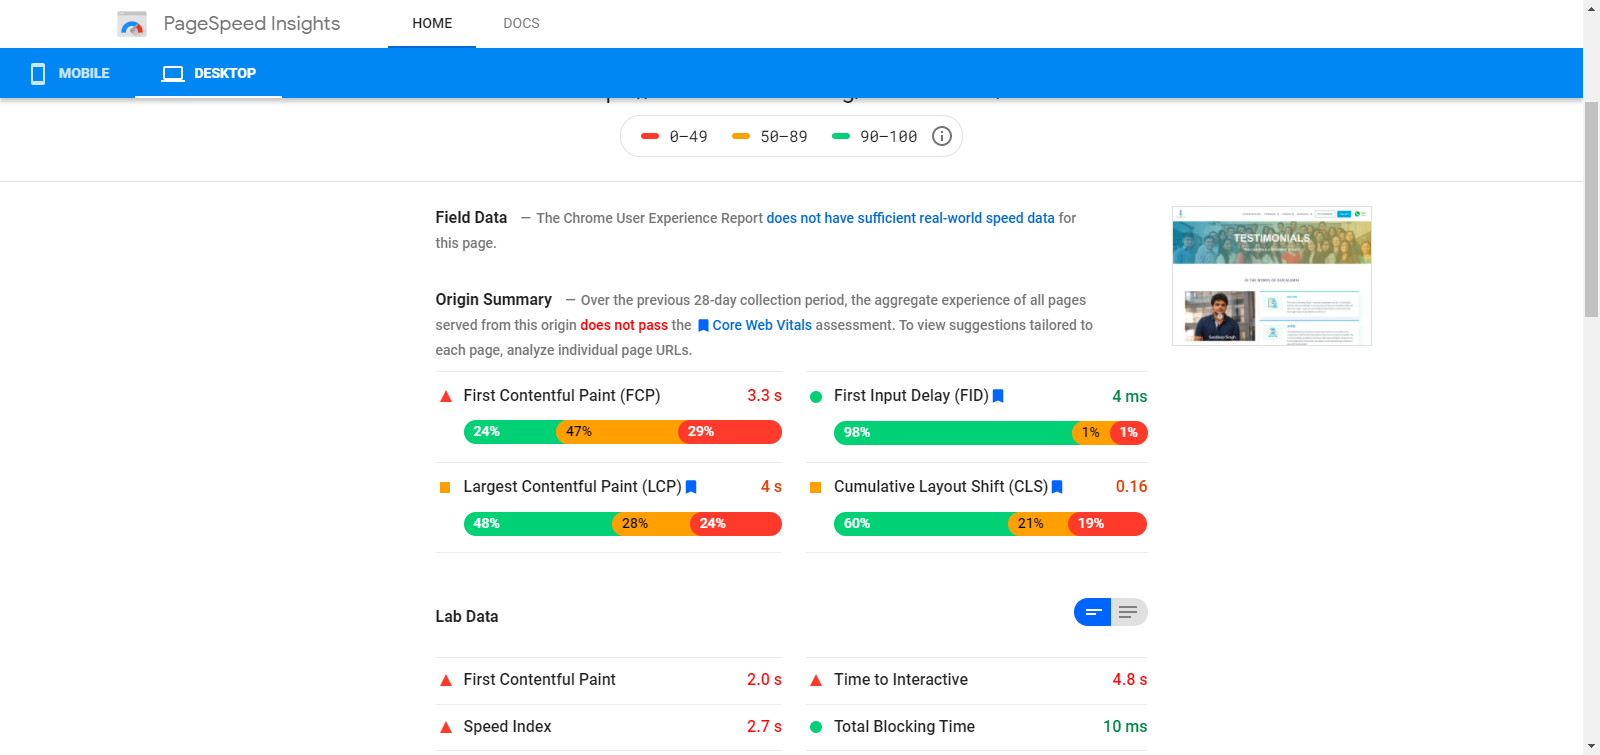 PageSpeed Insights
HOME
DOCS
MOBILE
DESKTOP
0–49
50–89
90–100
Field Data — The Chrome User Experience Report does not have sufficient real-world speed data for
this page.
TESTIMONIALS
Origin Summary — Over the previous 28-day collection period, the aggregate experience of all pages
served from this origin does not pass the Core Web Vitals assessment. To view suggestions tailored to
each page, analyze individual page URLs.
Sandeep Singh
First Contentful Paint (FCP) 3.3 s
24% 47% 29%
First Input Delay (FID) 4 ms
98% 1% 1%
Largest Contentful Paint (LCP) 4 s
48% 28% 24%
Cumulative Layout Shift (CLS) 0.16
60% 21% 19%
Lab Data
First Contentful Paint 2.0 s
Time to Interactive 4.8 s
Speed Index 2.7 s
Total Blocking Time 10 ms